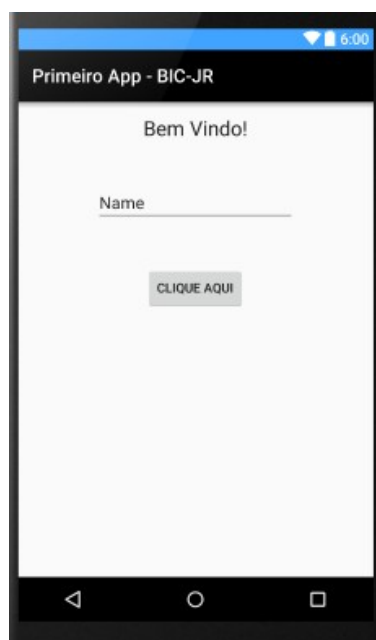 6:00
Primeiro App - BIC-JR
Bem Vindo!
Name
CLIQUE AQUI